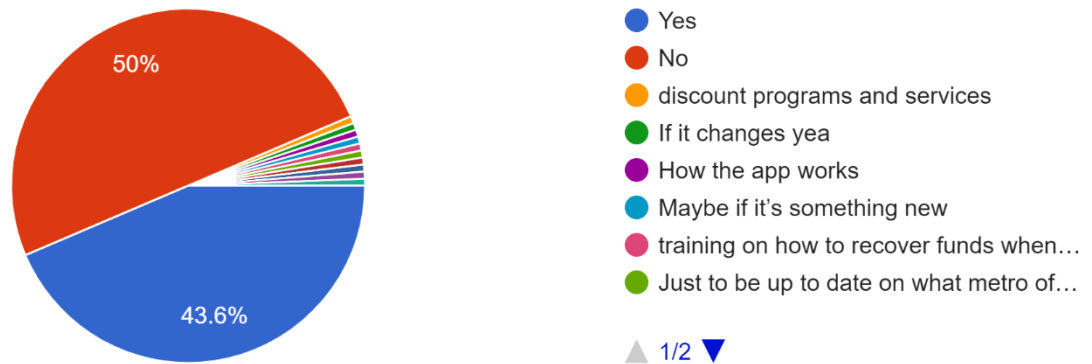 50%
43.6%
Yes
No
discount programs and services
If it changes yea
How the app works
Maybe if it’s something new
training on how to recover funds when…
Just to be up to date on what metro of…
1/2